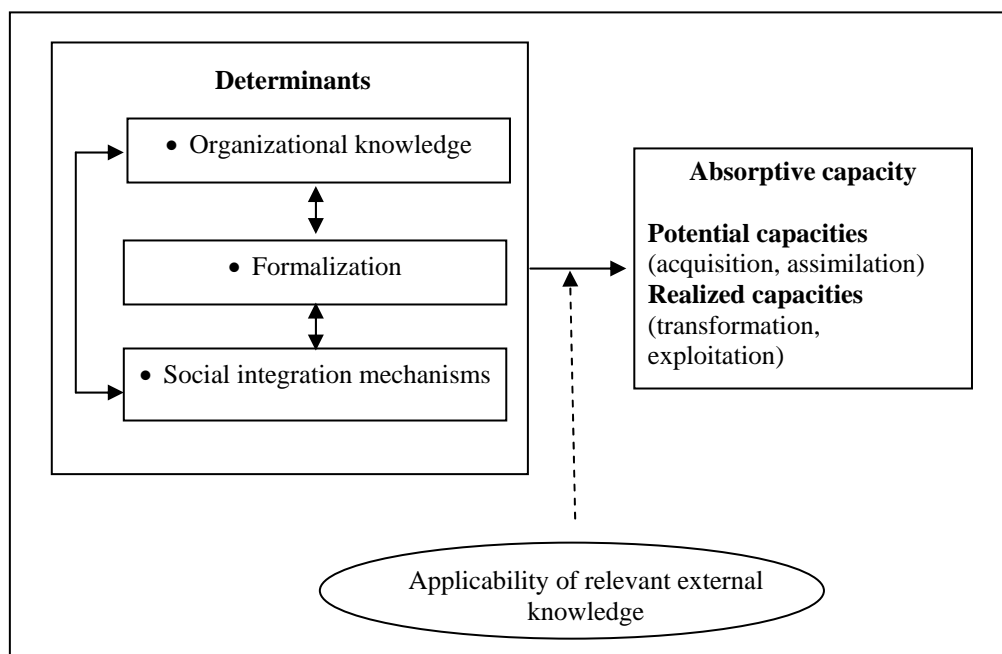 Determinants
• Organizational knowledge
• Formalization
• Social integration mechanisms
Absorptive capacity
Potential capacities
(acquisition, assimilation)
Realized capacities
(transformation,
exploitation)
Applicability of relevant external
knowledge